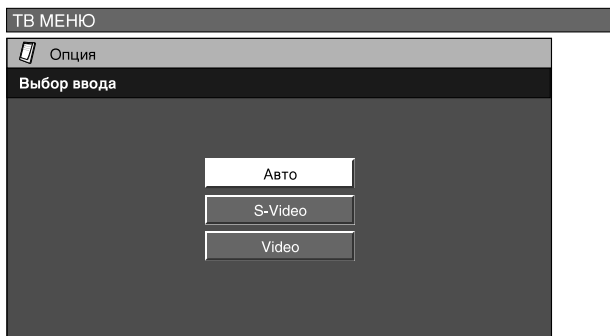 ТВ МЕНЮ
Опция
Выбор ввода
Авто
S-Video
Video